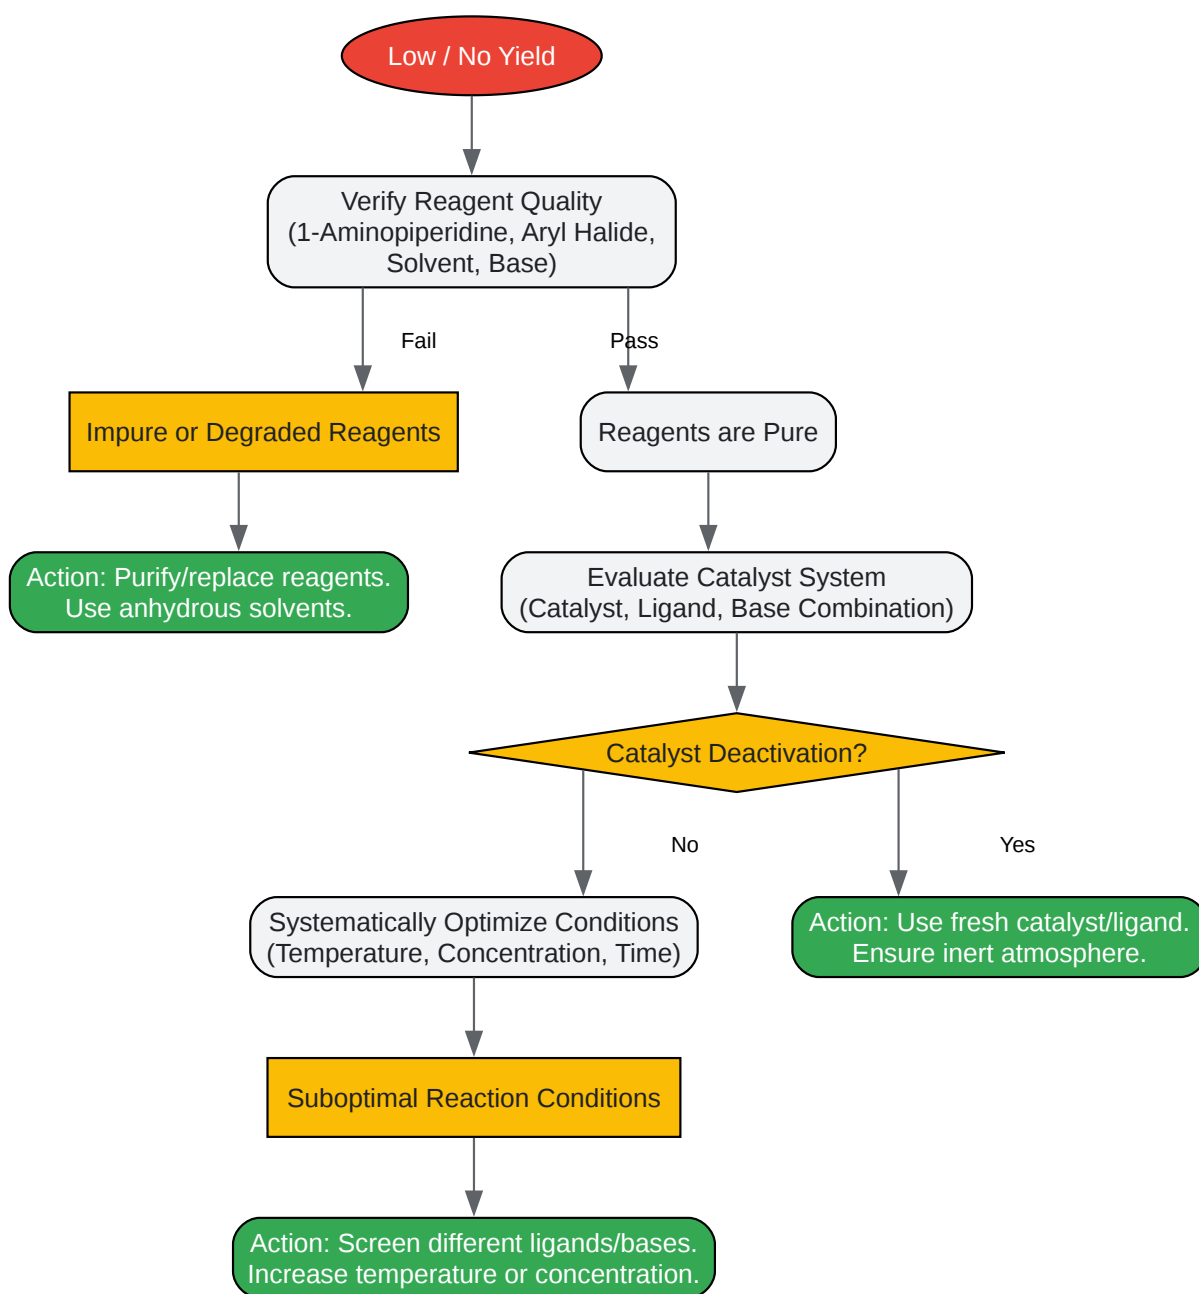 Low / No Yield
Verify Reagent Quality
(1-Aminopiperidine, Aryl Halide,
Solvent, Base)
Fail
Pass
Impure or Degraded Reagents
Reagents are Pure
Action: Purify/replace reagents.
Use anhydrous solvents.
Evaluate Catalyst System
(Catalyst, Ligand, Base Combination)
Catalyst Deactivation?
No
Yes
Systematically Optimize Conditions
(Temperature, Concentration, Time)
Action: Use fresh catalyst/ligand.
Ensure inert atmosphere.
Suboptimal Reaction Conditions
Action: Screen different ligands/bases.
Increase temperature or concentration.